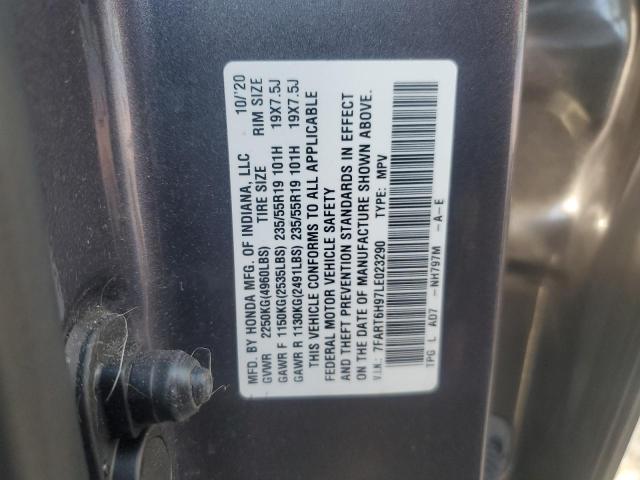 MFD. BY HONDA MFG. OF INDIANA, LLC 10/'20
GVWR 2250KG(4960LBS) TIRE SIZE RIM SIZE
GAWR F 1150KG(2535LBS) 235/55R19 101H 19X7.5J
GAWR R 1130KG(2491LBS) 235/55R19 101H 19X7.5J
THIS VEHICLE CONFORMS TO ALL APPLICABLE
FEDERAL MOTOR VEHICLE SAFETY
AND THEFT PREVENTION STANDARDS IN EFFECT
ON THE DATE OF MANUFACTURE SHOWN ABOVE.
V.I.N.: 7FART6H97LE023290 TYPE: MPV
TPG L AD7 -NH797M -A-E